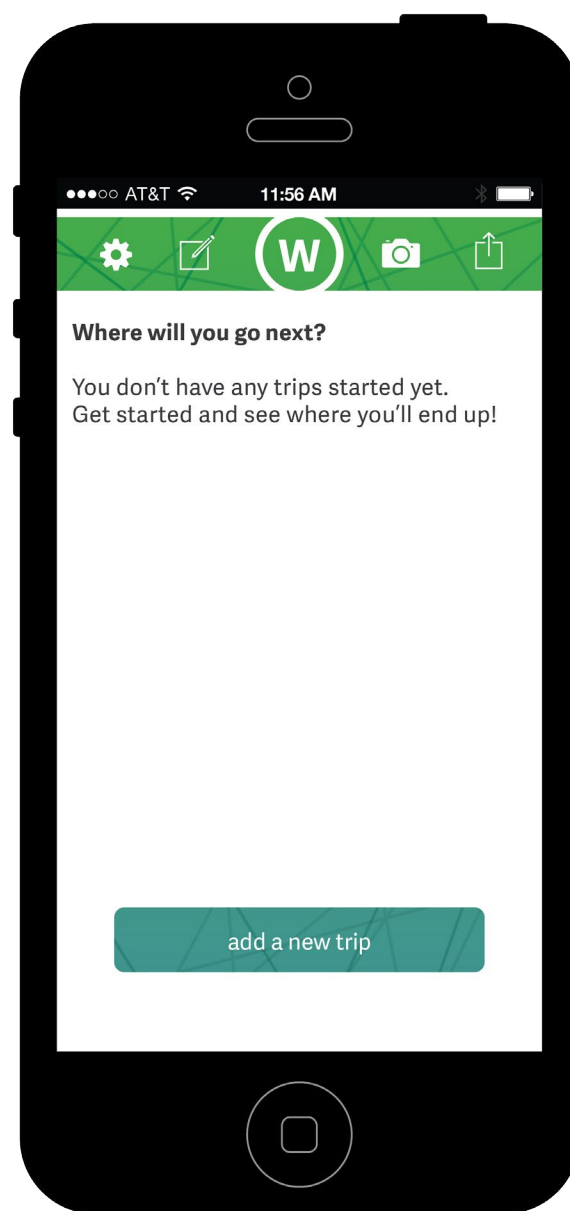 AT&T 11:56 AM
W
Where will you go next?
You don't have any trips started yet.
Get started and see where you'll end up!
add a new trip